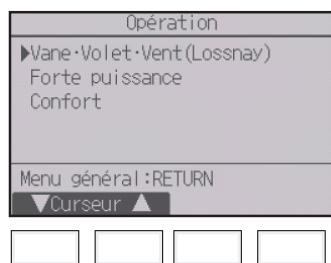 Opération
▶Vane·Volet·Vent(Lossnay)
Forte puissance
Confort
Menu général:RETURN
▼Curseur▲